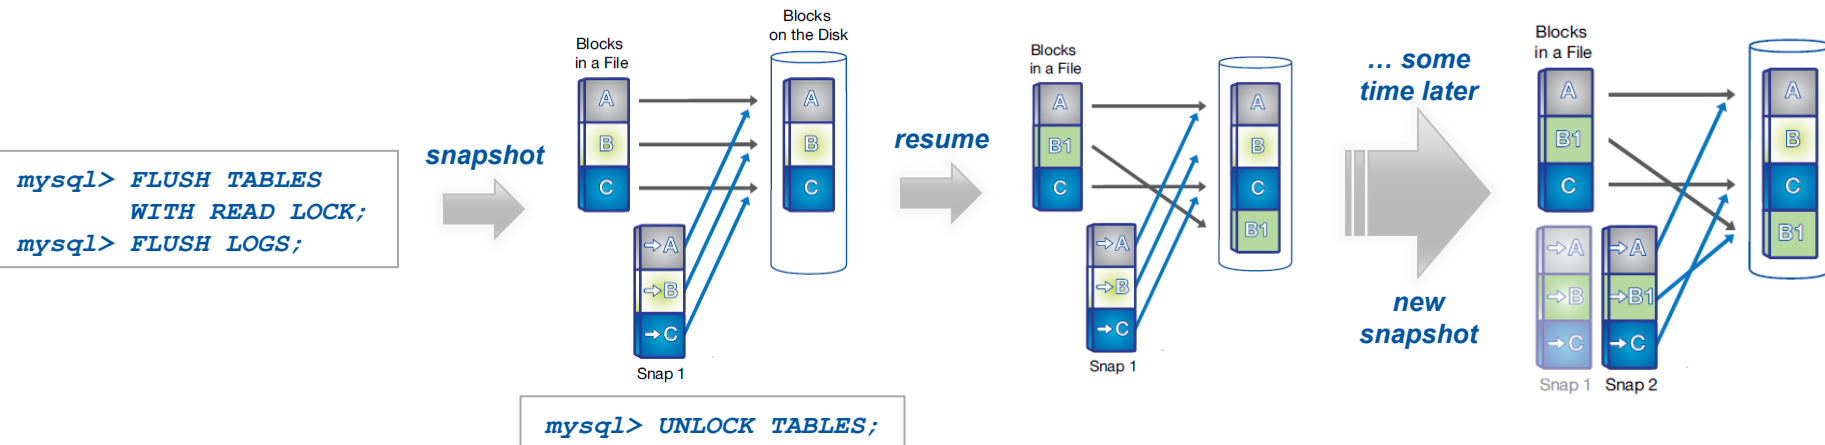 mysql> FLUSH TABLES
WITH READ LOCK;
mysql> FLUSH LOGS;
snapshot
Blocks
in a File
A
B
C
Blocks
on the Disk
A
B
C
→A
→B
→C
Snap 1
mysql> UNLOCK TABLES;
resume
Blocks
in a File
A
B1
C
A
B
C
B1
→A
→B
→C
Snap 1
... some
time later
new
snapshot
Blocks
in a File
A
B1
C
A
B
C
B1
→A
→B
→C
Snap 1
→A
→B1
→C
Snap 2